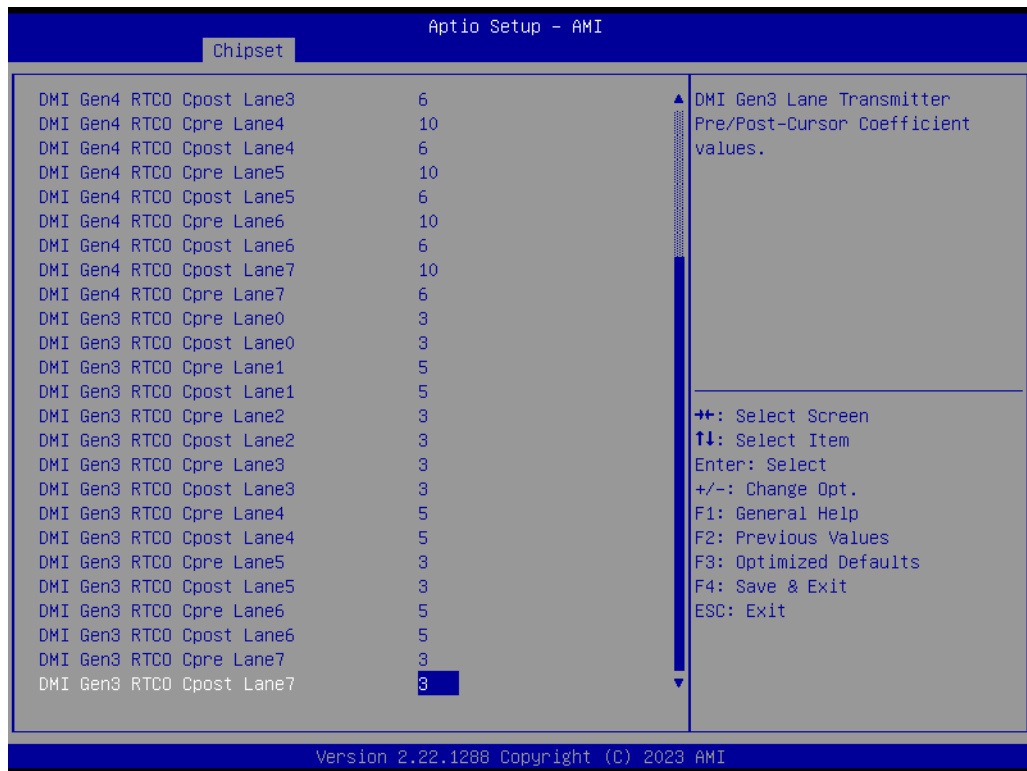 Aptio Setup – AMI
Chipset
DMI Gen4 RTCO Cpost Lane3 6
DMI Gen4 RTCO Cpre Lane4 10
DMI Gen4 RTCO Cpost Lane4 6
DMI Gen4 RTCO Cpre Lane5 10
DMI Gen4 RTCO Cpost Lane5 6
DMI Gen4 RTCO Cpre Lane6 10
DMI Gen4 RTCO Cpost Lane6 6
DMI Gen4 RTCO Cpost Lane7 10
DMI Gen4 RTCO Cpre Lane7 6
DMI Gen3 RTCO Cpre Lane0 3
DMI Gen3 RTCO Cpost Lane0 3
DMI Gen3 RTCO Cpre Lane1 5
DMI Gen3 RTCO Cpost Lane1 5
DMI Gen3 RTCO Cpre Lane2 3
DMI Gen3 RTCO Cpost Lane2 3
DMI Gen3 RTCO Cpre Lane3 3
DMI Gen3 RTCO Cpost Lane3 3
DMI Gen3 RTCO Cpre Lane4 5
DMI Gen3 RTCO Cpost Lane4 5
DMI Gen3 RTCO Cpre Lane5 3
DMI Gen3 RTCO Cpost Lane5 3
DMI Gen3 RTCO Cpre Lane6 5
DMI Gen3 RTCO Cpost Lane6 5
DMI Gen3 RTCO Cpre Lane7 3
DMI Gen3 RTCO Cpost Lane7 3
DMI Gen3 Lane Transmitter
Pre/Post-Cursor Coefficient
values.
→←: Select Screen
↑↓: Select Item
Enter: Select
+/-: Change Opt.
F1: General Help
F2: Previous Values
F3: Optimized Defaults
F4: Save & Exit
ESC: Exit
Version 2.22.1288 Copyright (C) 2023 AMI